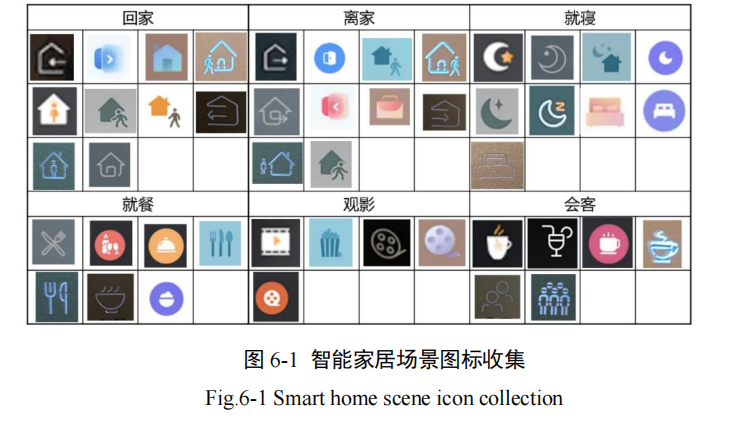 回家 离家 就寝
就餐 观影 会客
图 6-1 智能家居场景图标收集
Fig.6-1 Smart home scene icon collection